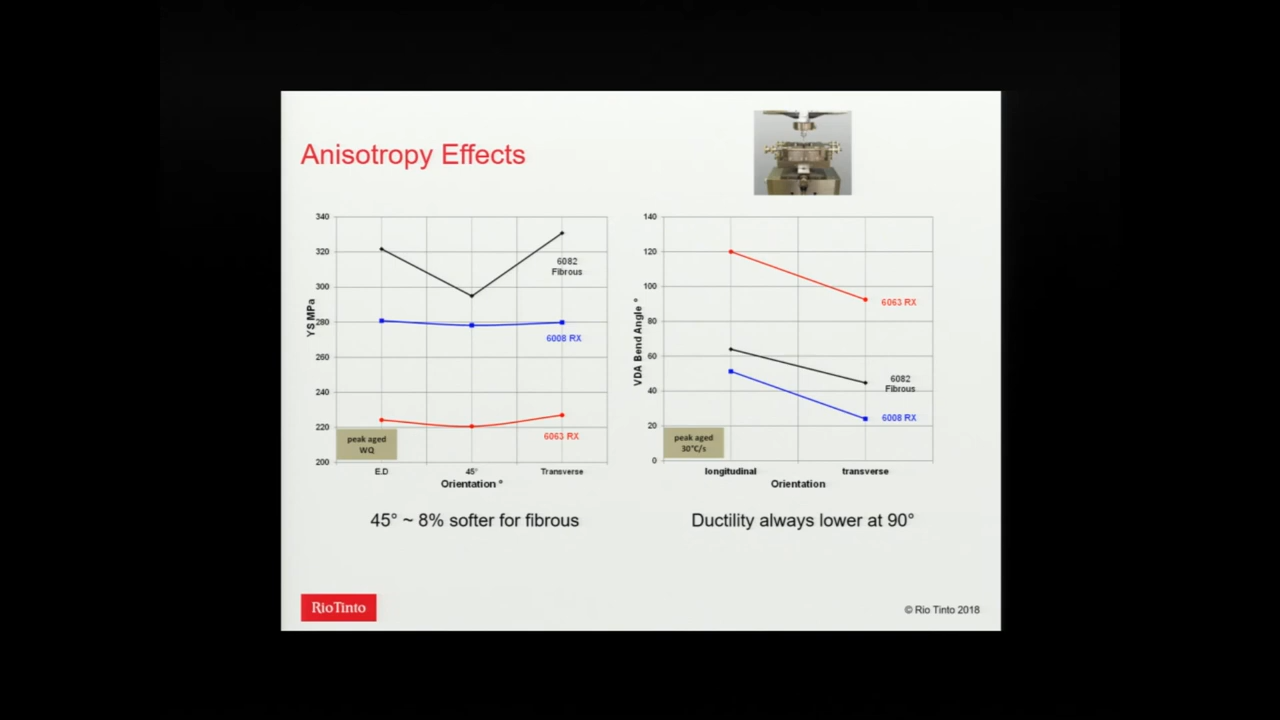 Anisotropy Effects
340
320
300
280
260
240
220
200
YS MPa
6082
Fibrous
6008 RX
6063 RX
peak aged
WQ
E.D
45°
Transverse
Orientation °
45° ~ 8% softer for fibrous
140
120
100
80
60
40
20
0
VDA Bend Angle °
6063 RX
6082
Fibrous
6008 RX
peak aged
30°C/s
longitudinal
transverse
Orientation
Ductility always lower at 90°
RioTinto
© Rio Tinto 2018